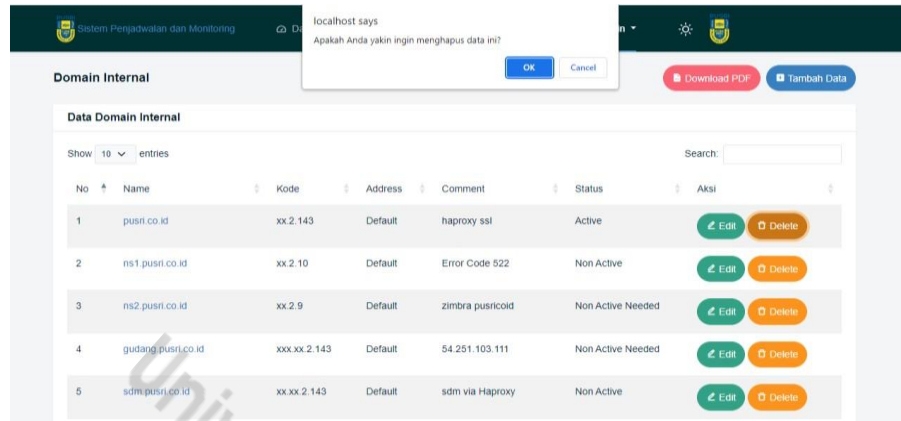 localhost says
Apakah Anda yakin ingin menghapus data ini?
OK Cancel
Sistem Penjadwalan dan Monitoring
Domain Internal
Download PDF Tambah Data
Data Domain Internal
Show 10 entries Search:
No Name Kode Address Comment Status Aksi
1 pusri.co.id xx.2.143 Default haproxy ssl Active Edit Delete
2 ns1.pusri.co.id xx.2.10 Default Error Code 522 Non Active Edit Delete
3 ns2.pusri.co.id xx.2.9 Default zimbra pusricoid Non Active Needed Edit Delete
4 gudang.pusri.co.id xxx.xx.2.143 Default 54.251.103.111 Non Active Needed Edit Delete
5 sdm.pusri.co.id xx.xx.2.143 Default sdm via Haproxy Non Active Edit Delete